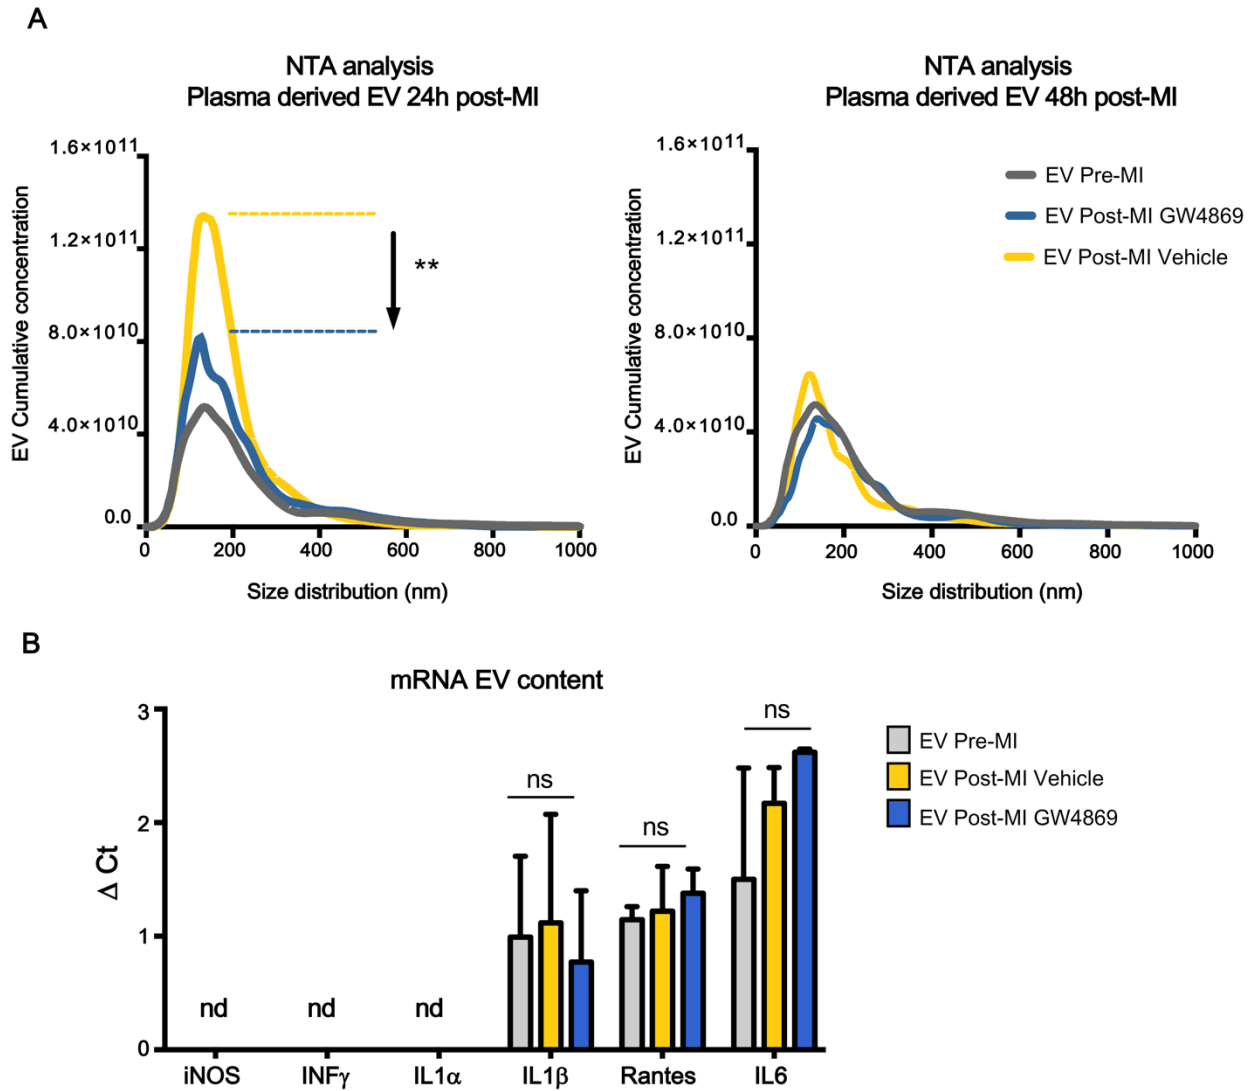 A
NTA analysis
Plasma derived EV 24h post-MI
EV Cumulative concentration
1.6×10¹¹
1.2×10¹¹
8.0×10¹⁰
4.0×10¹⁰
0.0
0 200 400 600 800 1000
Size distribution (nm)
**
NTA analysis
Plasma derived EV 48h post-MI
EV Cumulative concentration
1.6×10¹¹
1.2×10¹¹
8.0×10¹⁰
4.0×10¹⁰
0.0
0 200 400 600 800 1000
Size distribution (nm)
EV Pre-MI
EV Post-MI GW4869
EV Post-MI Vehicle
B
mRNA EV content
Δ Ct
3
2
1
0
nd nd nd ns ns ns
iNOS INFγ IL1α IL1β Rantes IL6
EV Pre-MI
EV Post-MI Vehicle
EV Post-MI GW4869